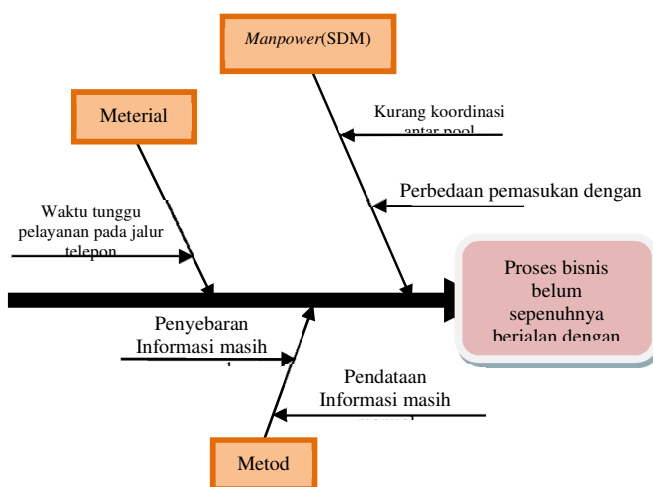 Manpower(SDM)
Meterial
Kurang koordinasi
antar pool
Perbedaan pemasukan dengan
Waktu tunggu
pelayanan pada jalur
telepon
Proses bisnis
belum
sepenuhnya
berjalan dengan
Penyebaran
Informasi masih
Pendataan
Informasi masih
Metod